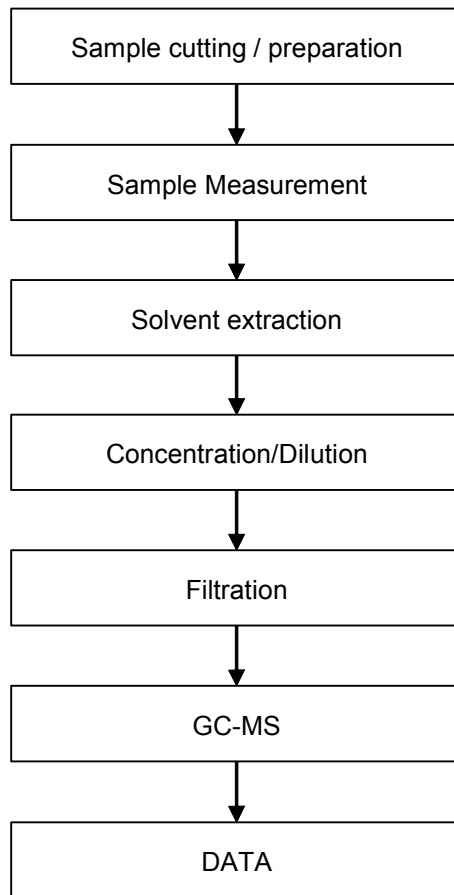 Sample cutting / preparation
Sample Measurement
Solvent extraction
Concentration/Dilution
Filtration
GC-MS
DATA